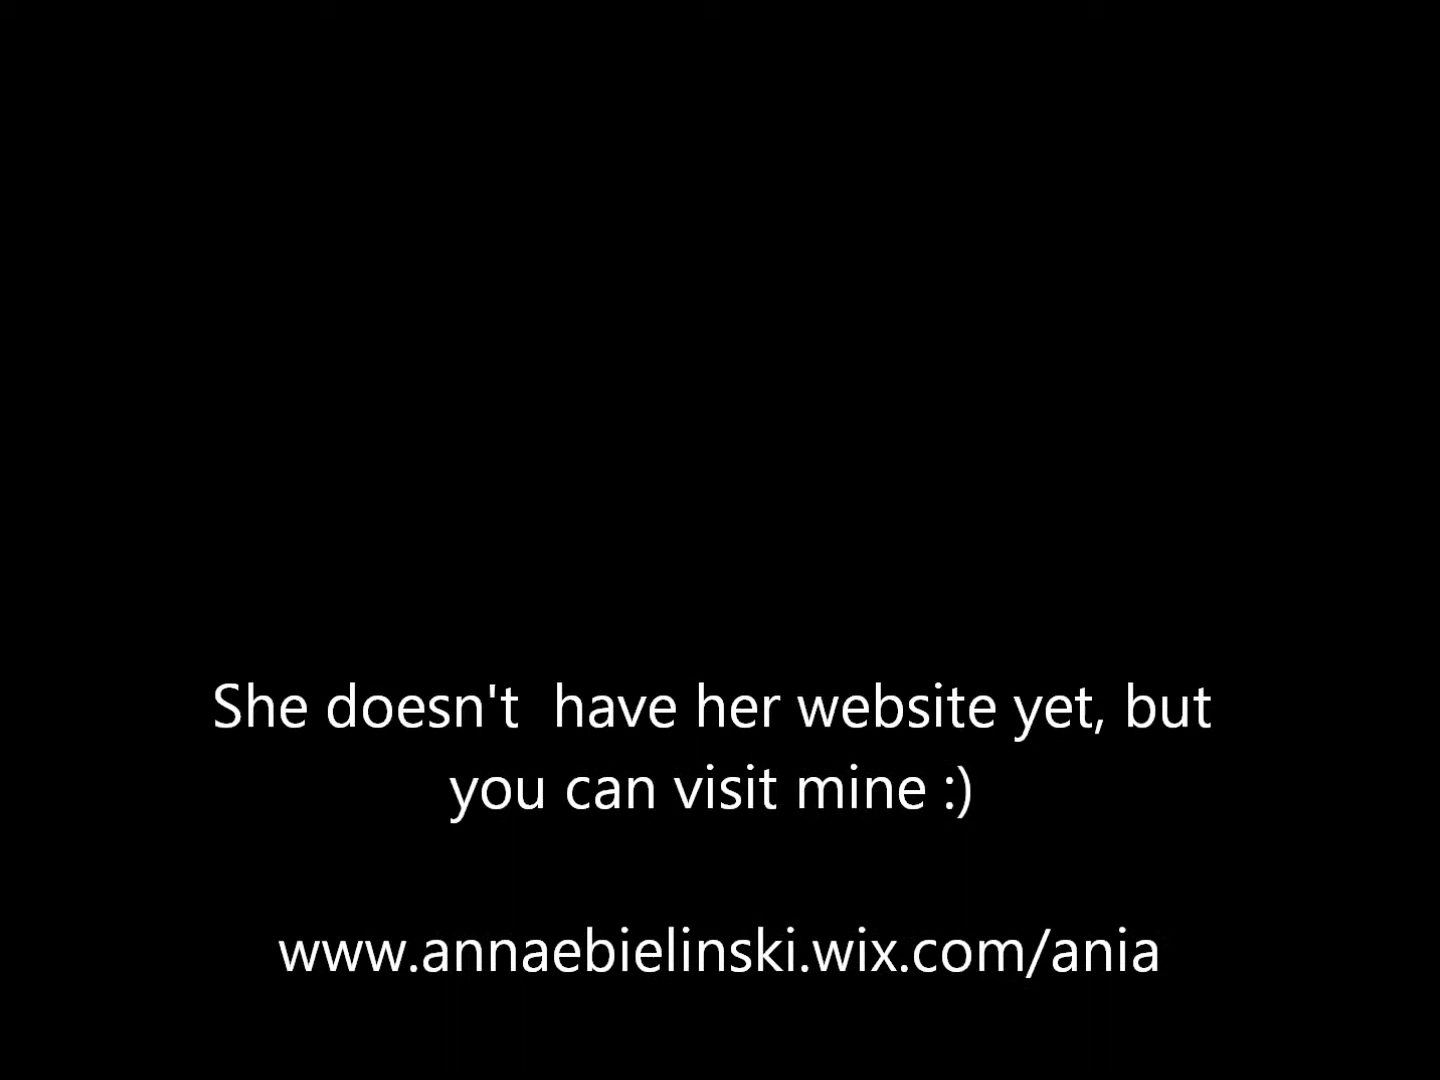 She doesn't  have her website yet, but
you can visit mine :)
www.annaebielinski.wix.com/ania